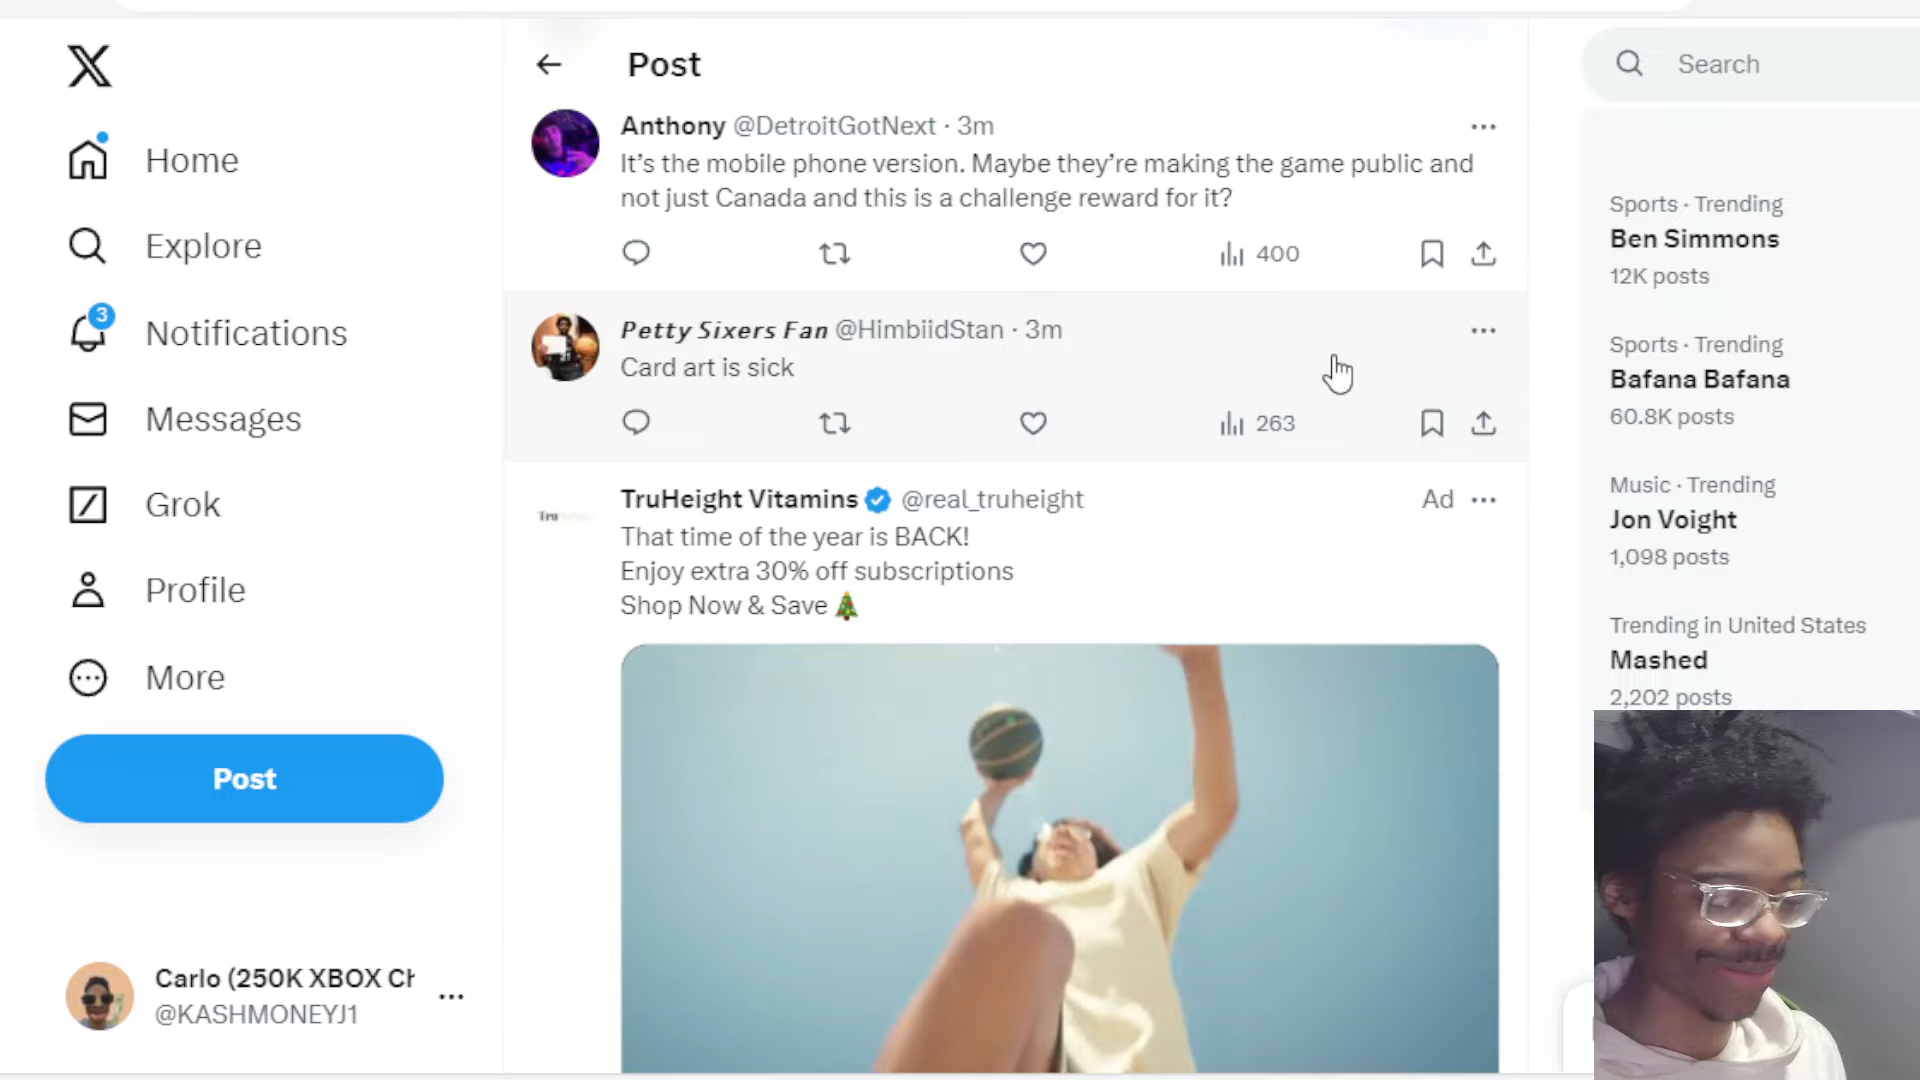 Home
Explore
3
Notifications
Messages
Grok
Profile
More
Post
Carlo (250K XBOX Ch
@KASHMONEYJ1
Post
Anthony @DetroitGotNext · 3m
It’s the mobile phone version. Maybe they’re making the game public and
not just Canada and this is a challenge reward for it?
400
Petty Sixers Fan @HimbiidStan · 3m
Card art is sick
263
TruHeight Vitamins @real_truheight
Ad
Tru
That time of the year is BACK!
Enjoy extra 30% off subscriptions
Shop Now & Save 🎄
Search
Sports · Trending
Ben Simmons
12K posts
Sports · Trending
Bafana Bafana
60.8K posts
Music · Trending
Jon Voight
1,098 posts
Trending in United States
Mashed
2,202 posts